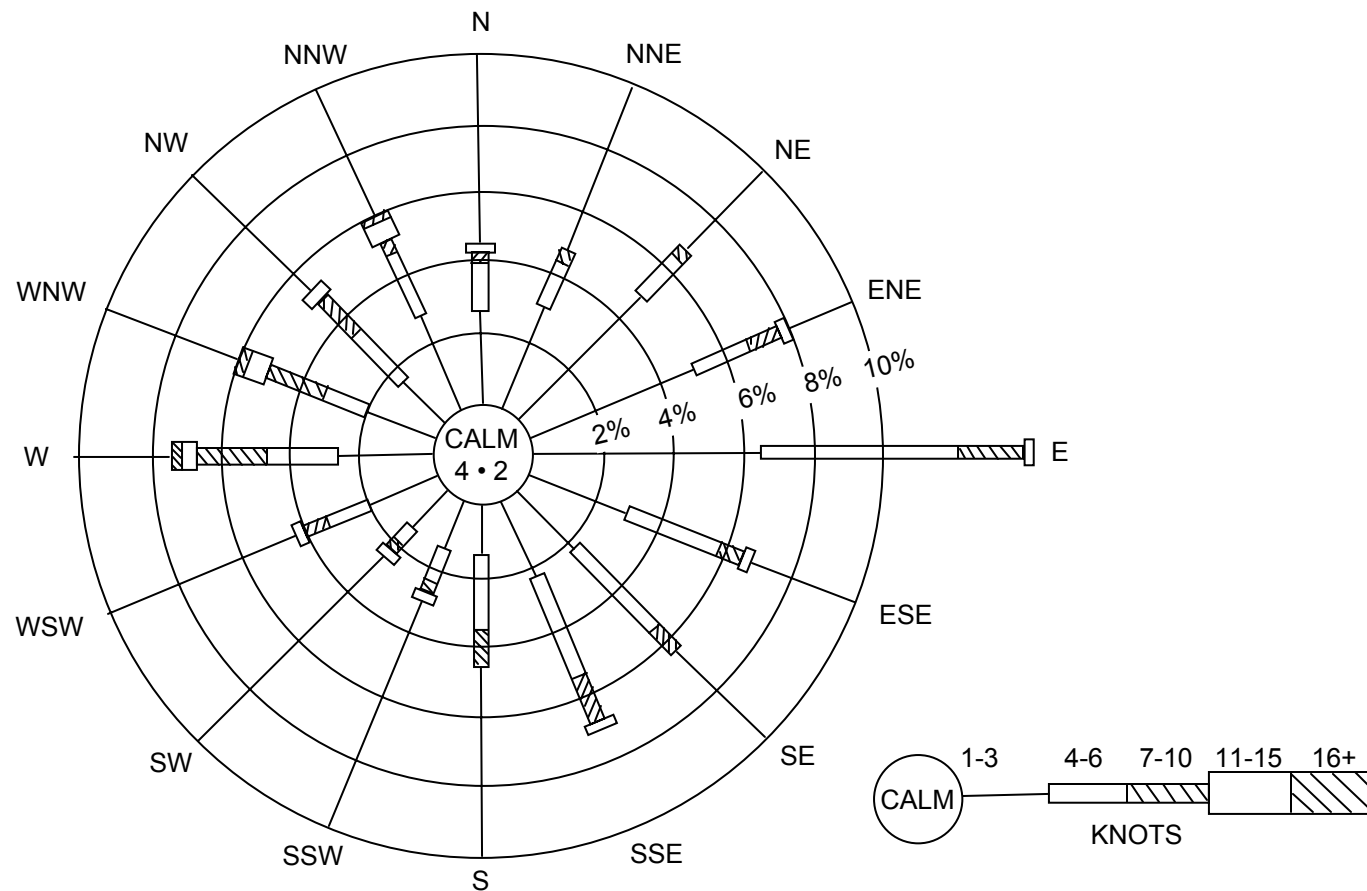 N
NNW
NNE
NW
NE
WNW
ENE
2%
4%
6%
8%
10%
CALM
4 • 2
W
E
WSW
ESE
SW
SE
SSW
SSE
S
1-3
4-6
7-10
11-15
16+
CALM
KNOTS